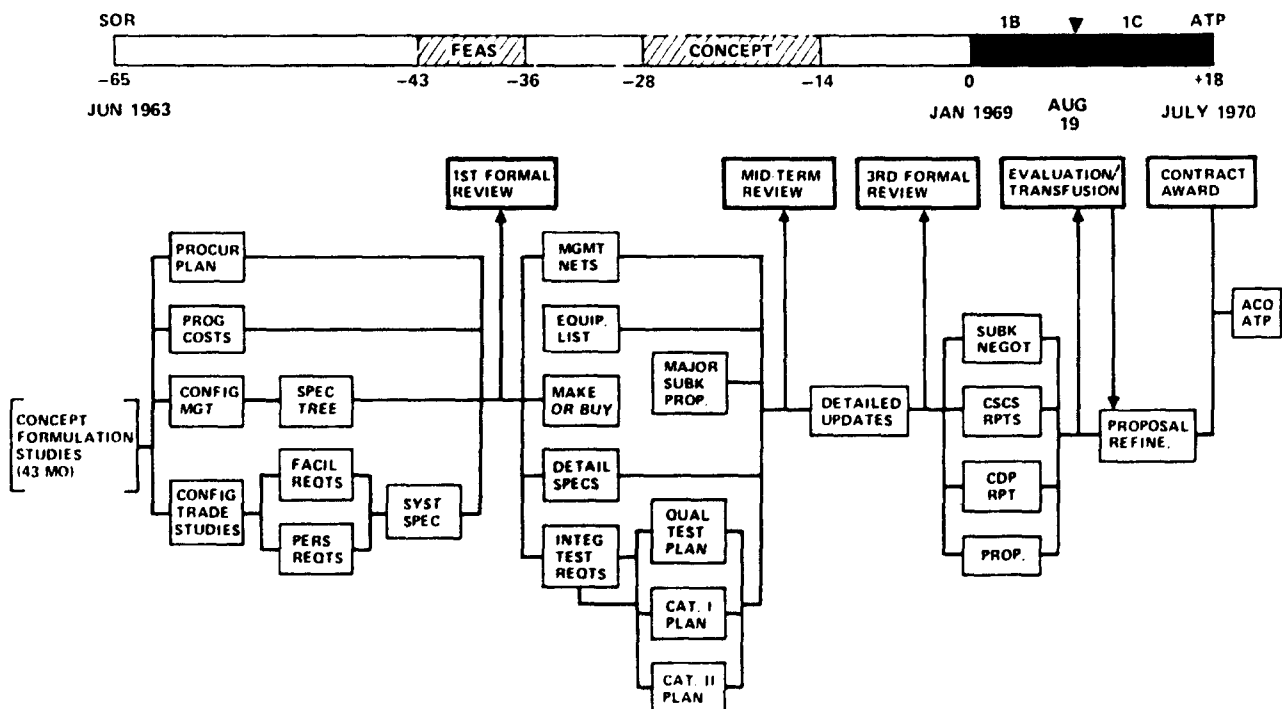 SOR
1B
1C
ATP
FEAS
CONCEPT
−65
−43
−36
−28
−14
0
+18
JUN 1963
JAN 1969
AUG
19
JULY 1970
1ST FORMAL
REVIEW
MID-TERM
REVIEW
3RD FORMAL
REVIEW
EVALUATION/
TRANSFUSION
CONTRACT
AWARD
[CONCEPT
FORMULATION
STUDIES
(43 MO)]
PROCUR
PLAN
PROG
COSTS
CONFIG
MGT
SPEC
TREE
CONFIG
TRADE
STUDIES
FACIL
REQTS
PERS
REQTS
SYST
SPEC
MGMT
NETS
EQUIP.
LIST
MAKE
OR BUY
MAJOR
SUBK
PROP.
DETAIL
SPECS
INTEG
TEST
REQTS
QUAL
TEST
PLAN
CAT. I
PLAN
CAT. II
PLAN
DETAILED
UPDATES
SUBK
NEGOT
CSCS
RPTS
CDP
RPT
PROP.
PROPOSAL
REFINE.
ACO
ATP